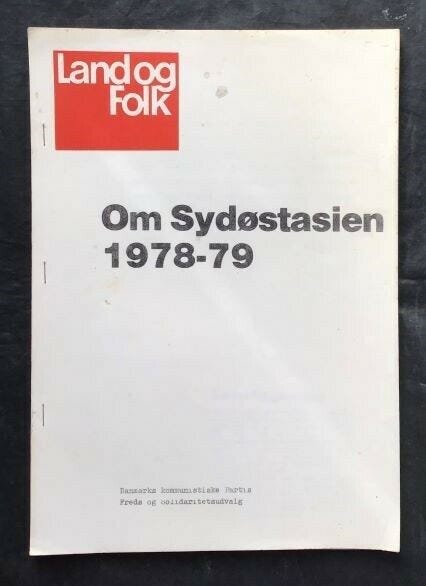 Land og
Folk
Om Sydøstasien
1978-79
Danmarks kommunistiske Partis
Freds og solidaritetsudvalg